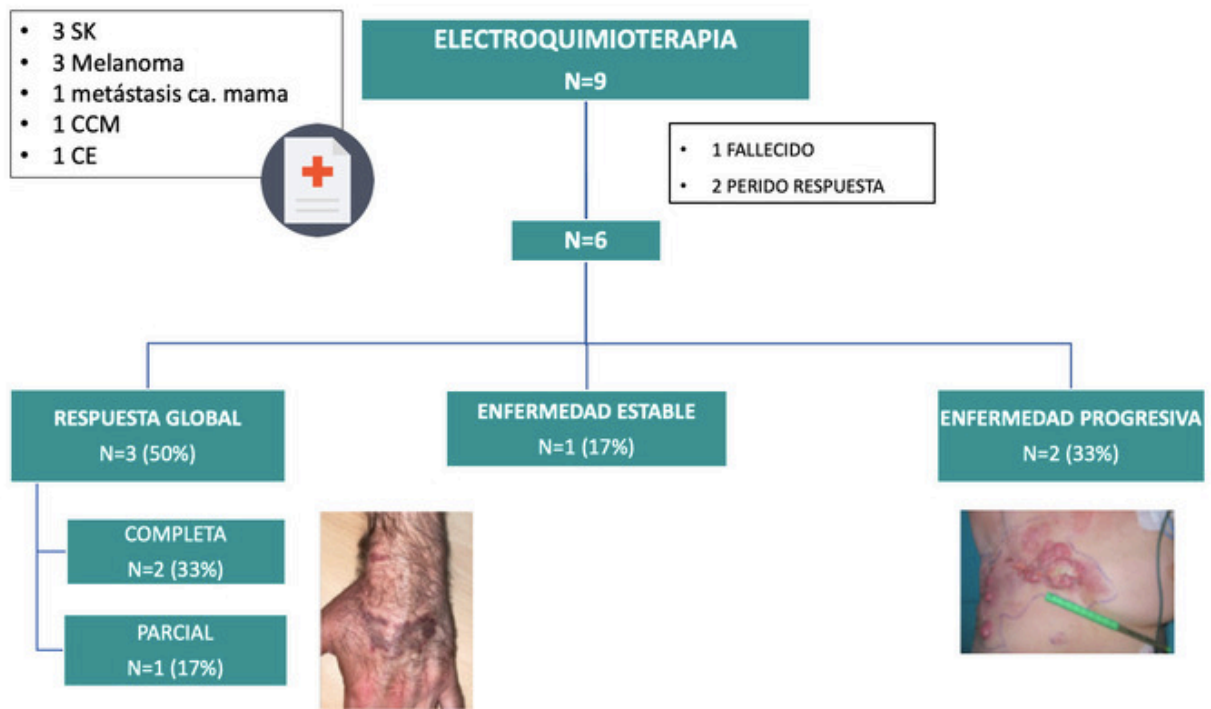 • 3 SK
• 3 Melanoma
• 1 metástasis ca. mama
• 1 CCM
• 1 CE
ELECTROQUIMIOTERAPIA
N=9
• 1 FALLECIDO
• 2 PERIDO RESPUESTA
N=6
RESPUESTA GLOBAL
N=3 (50%)
ENFERMEDAD ESTABLE
N=1 (17%)
ENFERMEDAD PROGRESIVA
N=2 (33%)
COMPLETA
N=2 (33%)
PARCIAL
N=1 (17%)